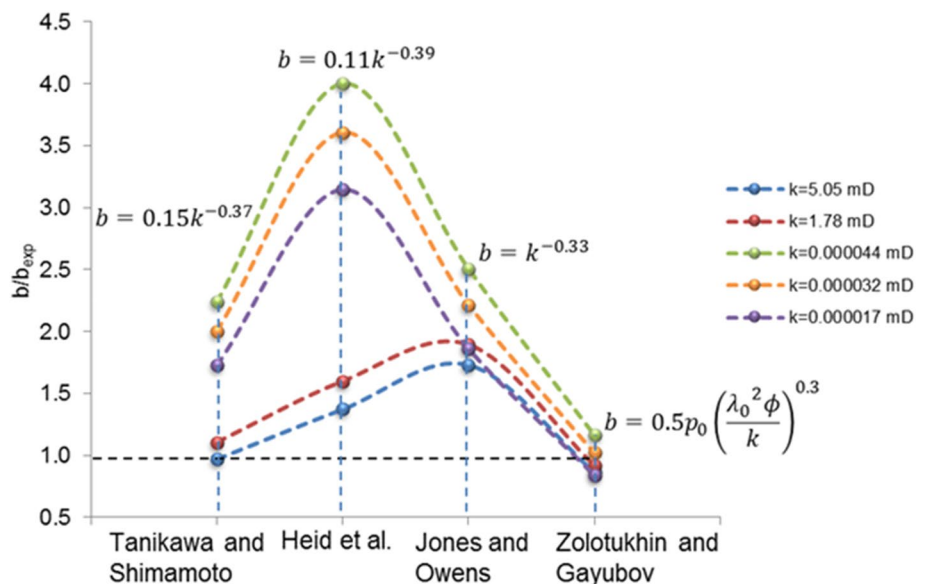 4.5
4.0
3.5
3.0
2.5
2.0
1.5
1.0
0.5
b/b_exp
b = 0.11k^{-0.39}
b = 0.15k^{-0.37}
b = k^{-0.33}
b = 0.5p_0 (λ_0^2 ϕ / k)^{0.3}
k=5.05 mD
k=1.78 mD
k=0.000044 mD
k=0.000032 mD
k=0.000017 mD
Tanikawa and
Shimamoto
Heid et al.
Jones and
Owens
Zolotukhin and
Gayubov